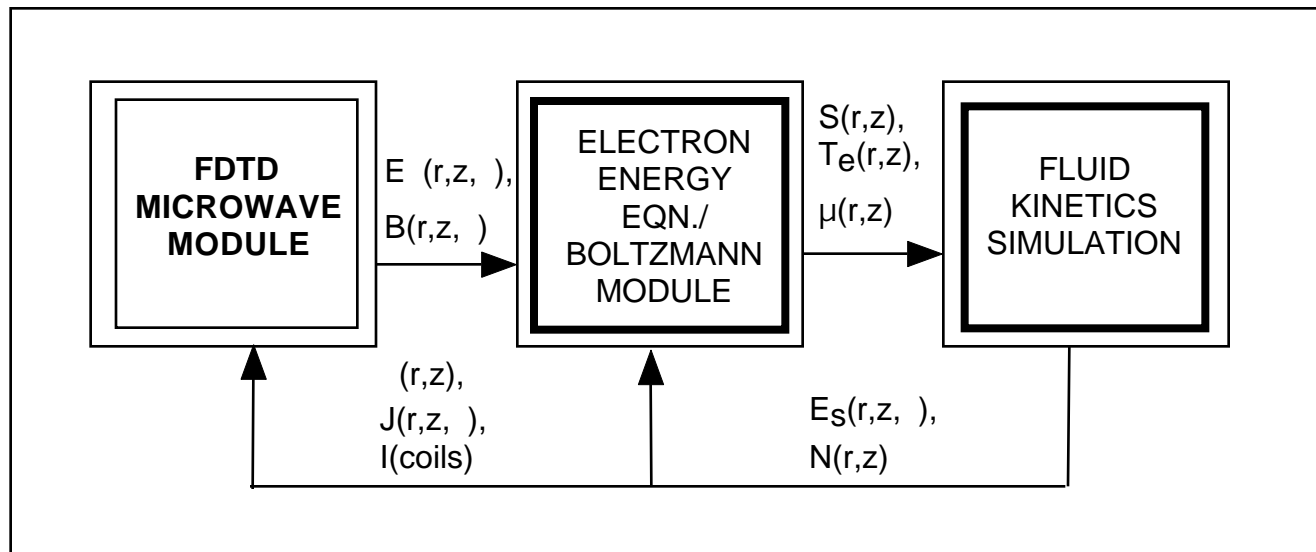 FDTD
MICROWAVE
MODULE
E (r,z, ),
B(r,z, )
ELECTRON
ENERGY
EQN./
BOLTZMANN
MODULE
S(r,z),
Te(r,z),
µ(r,z)
FLUID
KINETICS
SIMULATION
(r,z),
J(r,z, ),
I(coils)
Es(r,z, ),
N(r,z)